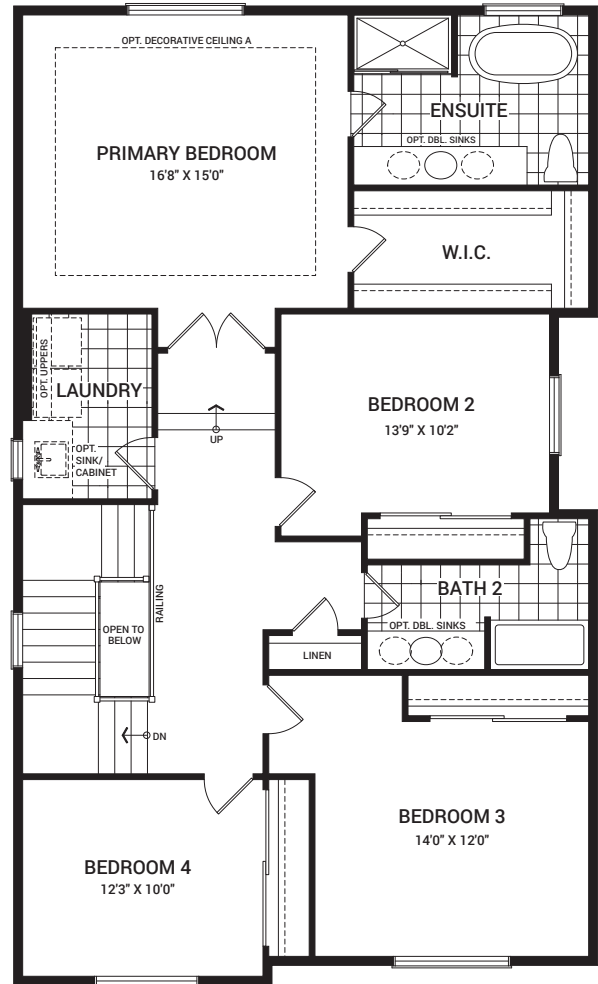 OPT. DECORATIVE CEILING A
PRIMARY BEDROOM
16'8" X 15'0"
ENSUITE
OPT. DBL. SINKS
W.I.C.
OPT. UPPERS
LAUNDRY
OPT.
SINK/
CABINET
UP
BEDROOM 2
13'9" X 10'2"
RAILING
OPEN TO
BELOW
BATH 2
OPT. DBL. SINKS
LINEN
DN
BEDROOM 3
14'0" X 12'0"
BEDROOM 4
12'3" X 10'0"